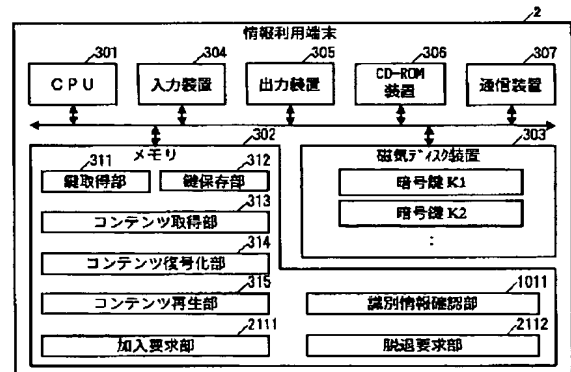 2
情報利用端末
301
304
305
306
307
CPU
入力装置
出力装置
CD-ROM
装置
通信装置
302
303
メモリ
磁気ディスク装置
311
312
鍵取得部
鍵保存部
暗号鍵 K1
313
コンテンツ取得部
暗号鍵 K2
:
314
コンテンツ復号化部
315
1011
コンテンツ再生部
識別情報確認部
2111
2112
加入要求部
脱退要求部